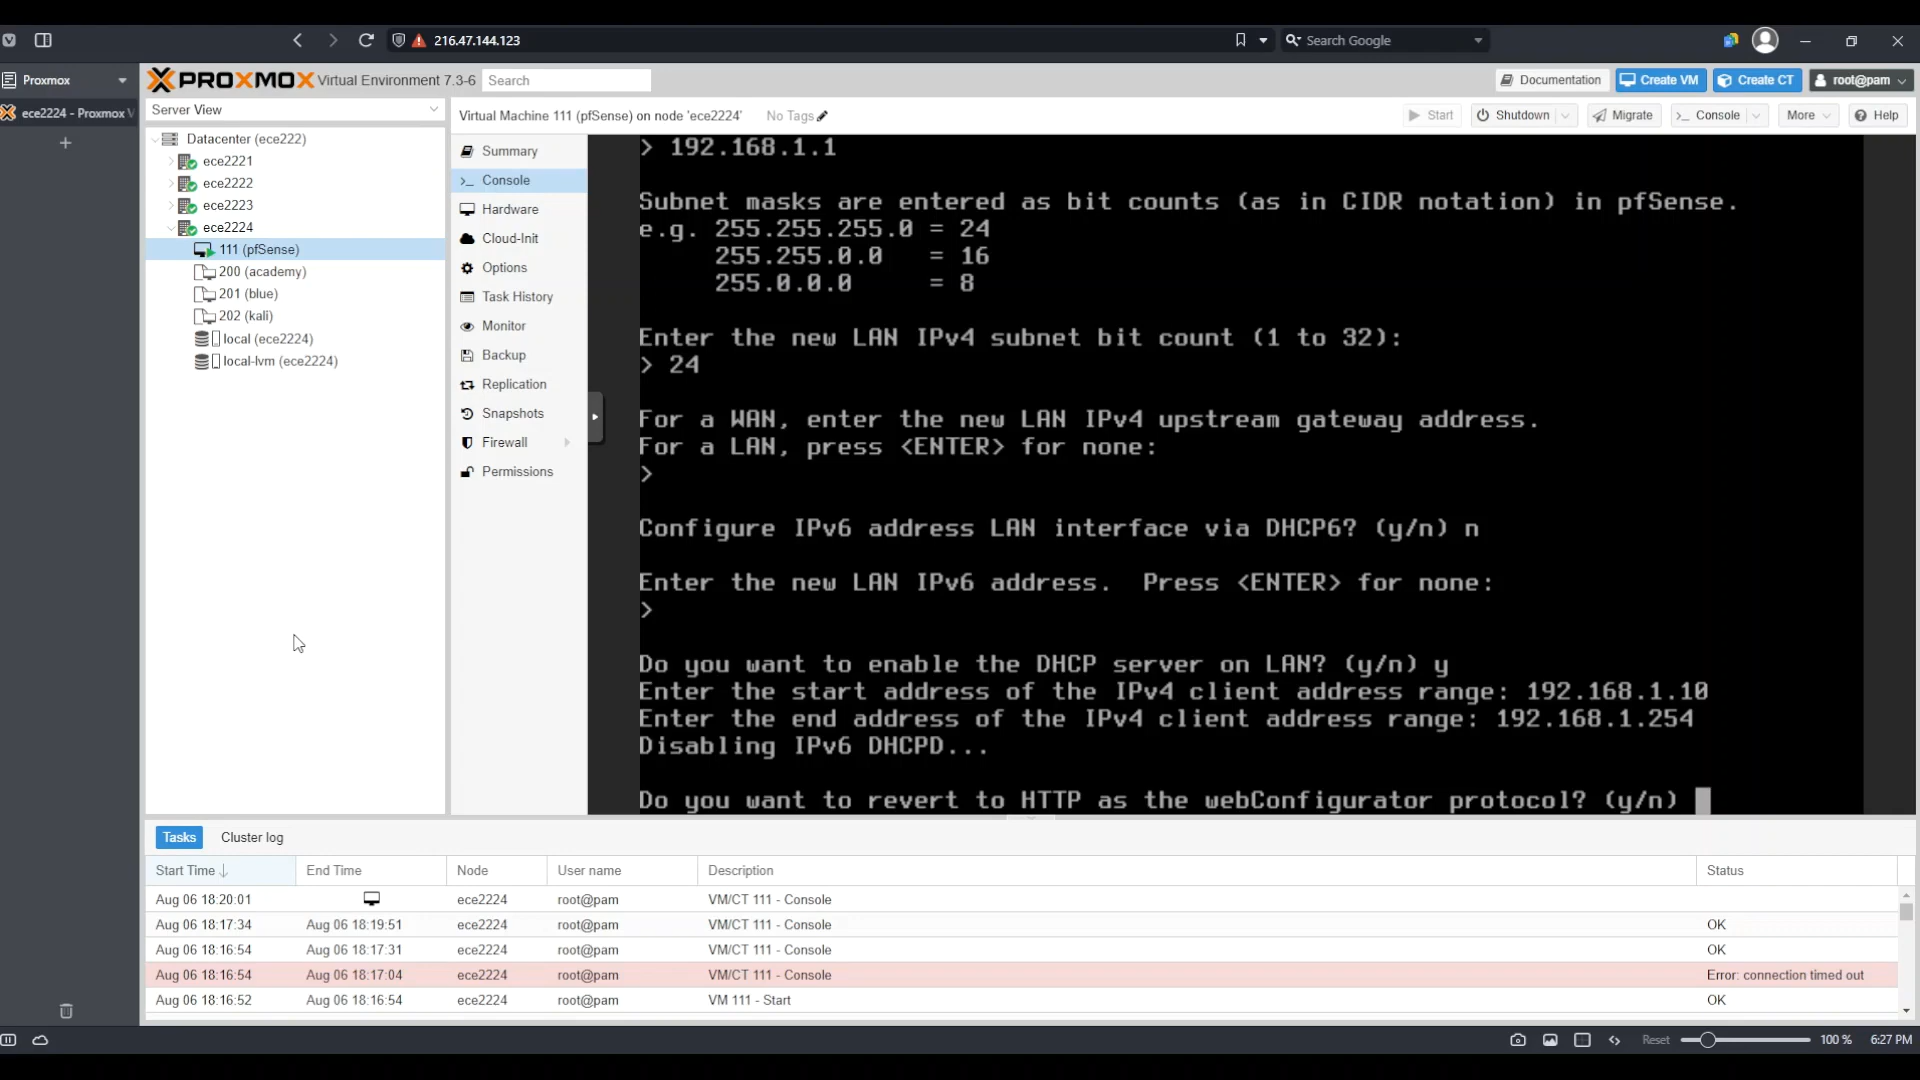 216.47.144.123
Search Google
Proxmox
PROXMOX Virtual Environment 7.3-6
Search
Documentation
Create VM
Create CT
root@pam
ece2224 - Proxmox V
Server View
Virtual Machine 111 (pfSense) on node 'ece2224'
No Tags
Start
Shutdown
Migrate
Console
More
Help
Datacenter (ece222)
ece2221
ece2222
ece2223
ece2224
111 (pfSense)
200 (academy)
201 (blue)
202 (kali)
local (ece2224)
local-lvm (ece2224)
Summary
Console
Hardware
Cloud-Init
Options
Task History
Monitor
Backup
Replication
Snapshots
Firewall
Permissions
> 192.168.1.1
Subnet masks are entered as bit counts (as in CIDR notation) in pfSense.
e.g. 255.255.255.0 = 24
255.255.0.0 = 16
255.0.0.0 = 8
Enter the new LAN IPv4 subnet bit count (1 to 32):
> 24
For a WAN, enter the new LAN IPv4 upstream gateway address.
For a LAN, press <ENTER> for none:
>
Configure IPv6 address LAN interface via DHCP6? (y/n) n
Enter the new LAN IPv6 address. Press <ENTER> for none:
>
Do you want to enable the DHCP server on LAN? (y/n) y
Enter the start address of the IPv4 client address range: 192.168.1.10
Enter the end address of the IPv4 client address range: 192.168.1.254
Disabling IPv6 DHCPD...
Do you want to revert to HTTP as the webConfigurator protocol? (y/n)
Tasks
Cluster log
Start Time End Time Node User name Description Status
Aug 06 18:20:01 ece2224 root@pam VM/CT 111 - Console
Aug 06 18:17:34 Aug 06 18:19:51 ece2224 root@pam VM/CT 111 - Console OK
Aug 06 18:16:54 Aug 06 18:17:31 ece2224 root@pam VM/CT 111 - Console OK
Aug 06 18:16:54 Aug 06 18:17:04 ece2224 root@pam VM/CT 111 - Console Error: connection timed out
Aug 06 18:16:52 Aug 06 18:16:54 ece2224 root@pam VM 111 - Start OK
Reset
100 %
6:27 PM